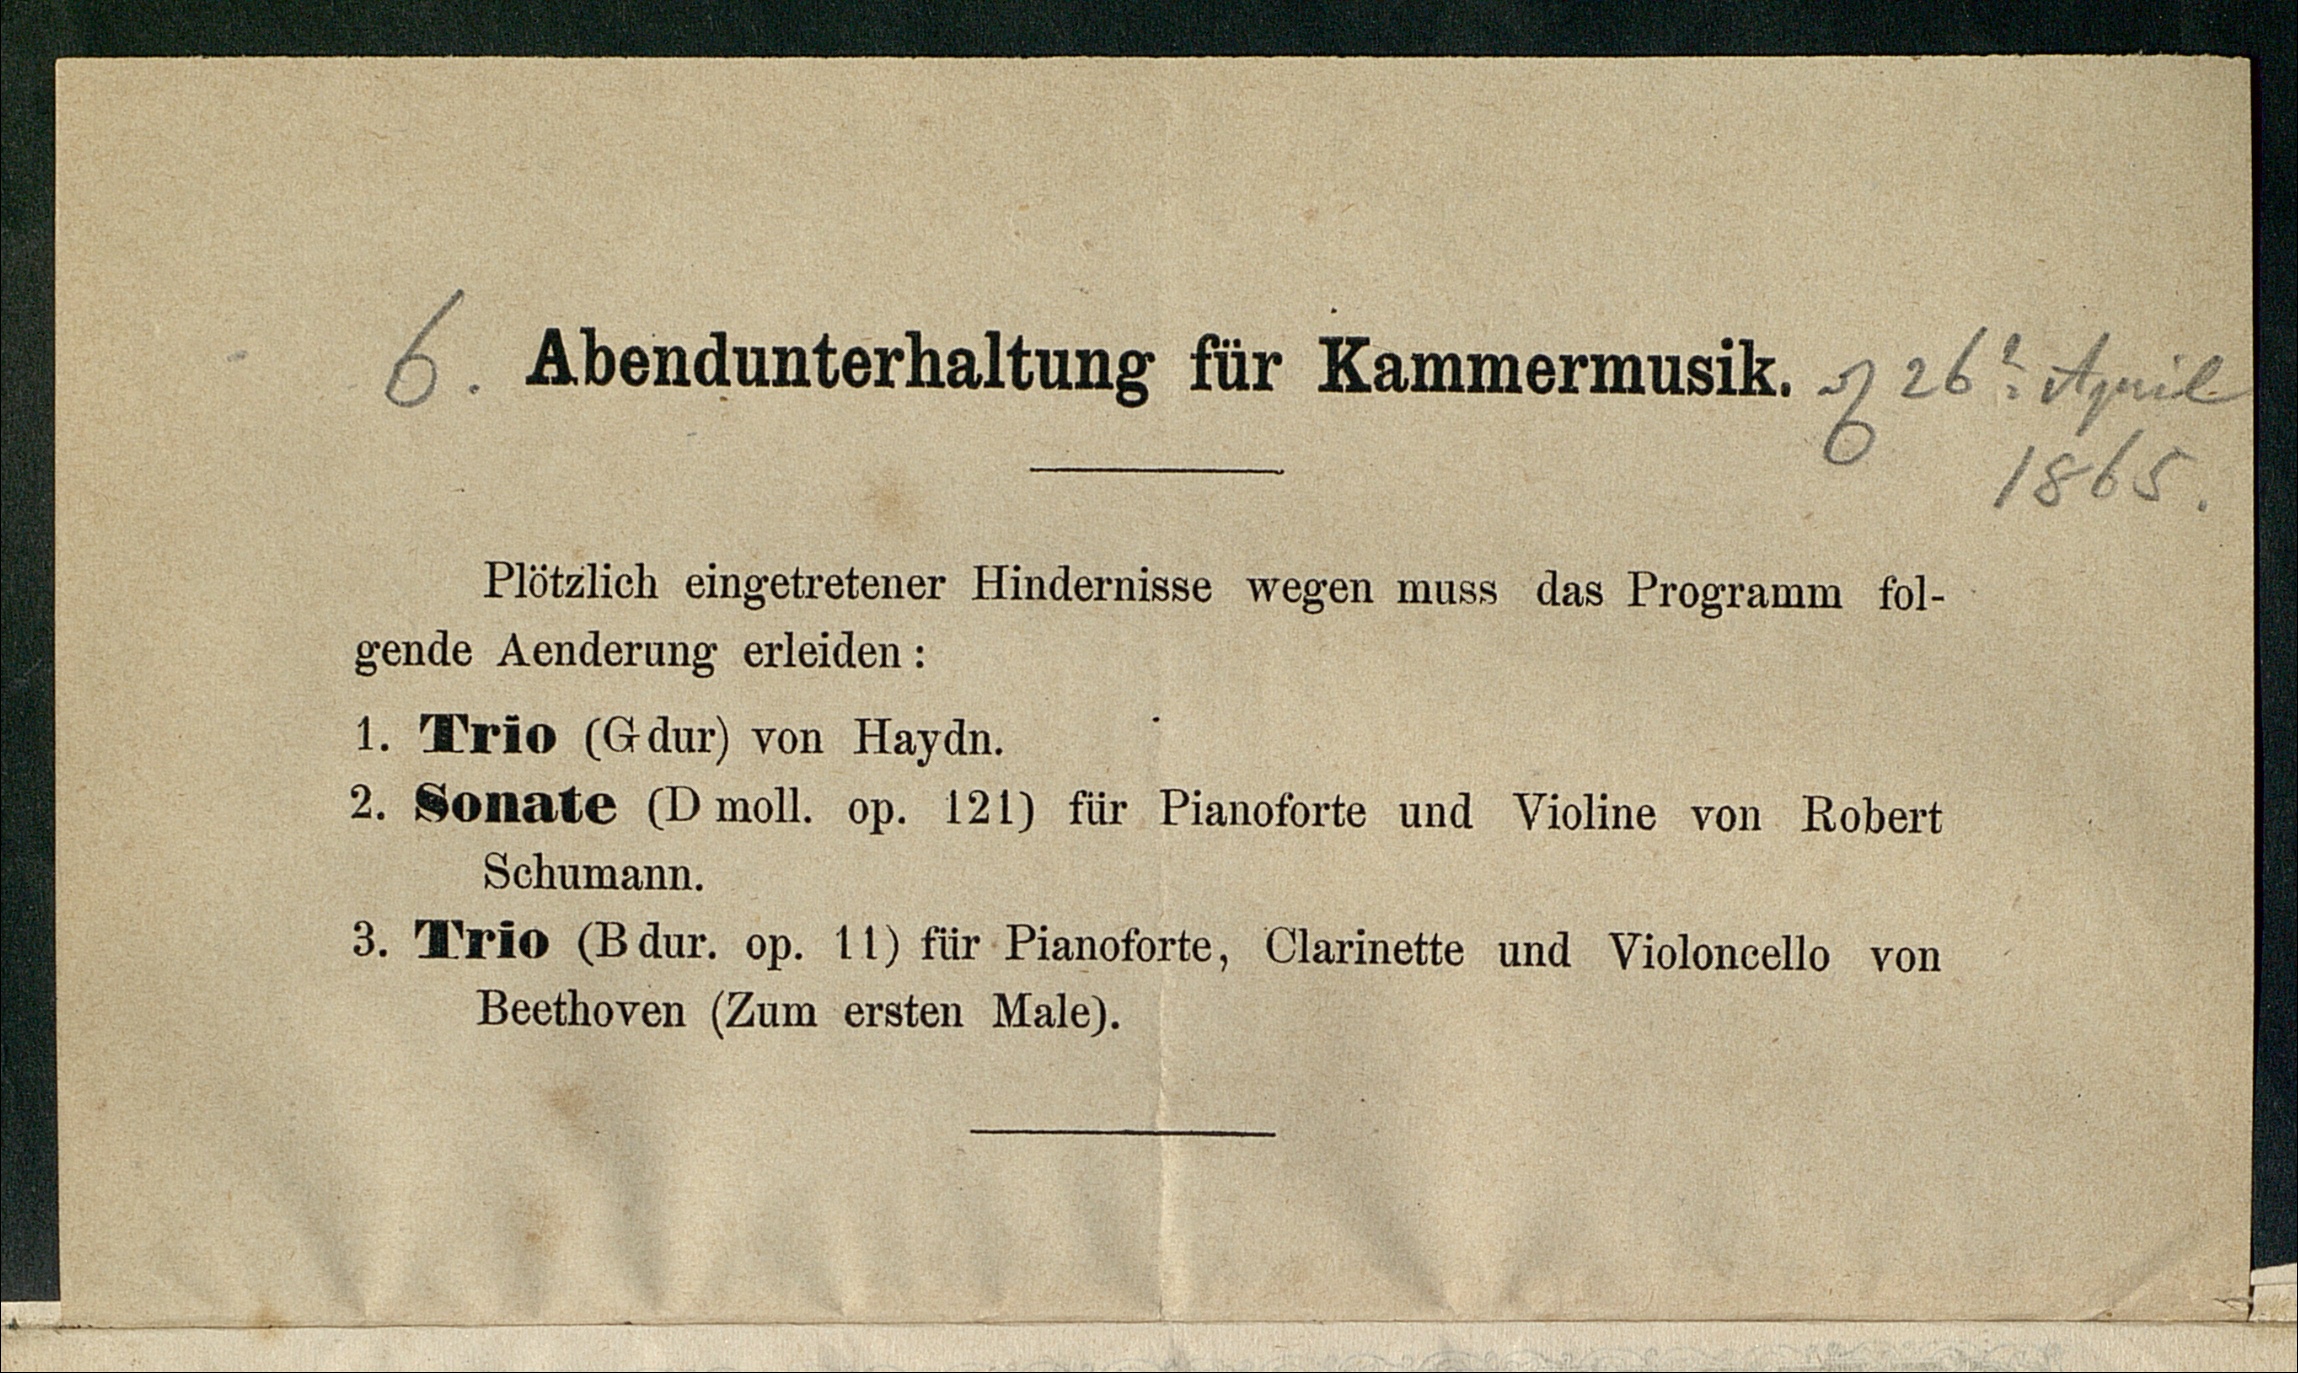 6. Abendunterhaltung für Kammermusik. 26t. April
1865.
Plötzlich eingetretener Hindernisse wegen muss das Programm fol-
gende Aenderung erleiden:
1. Trio (G dur) von Haydn.
2. Sonate (D moll. op. 121) für Pianoforte und Violine von Robert
Schumann.
3. Trio (B dur. op. 11) für Pianoforte, Clarinette und Violoncello von
Beethoven (Zum ersten Male).